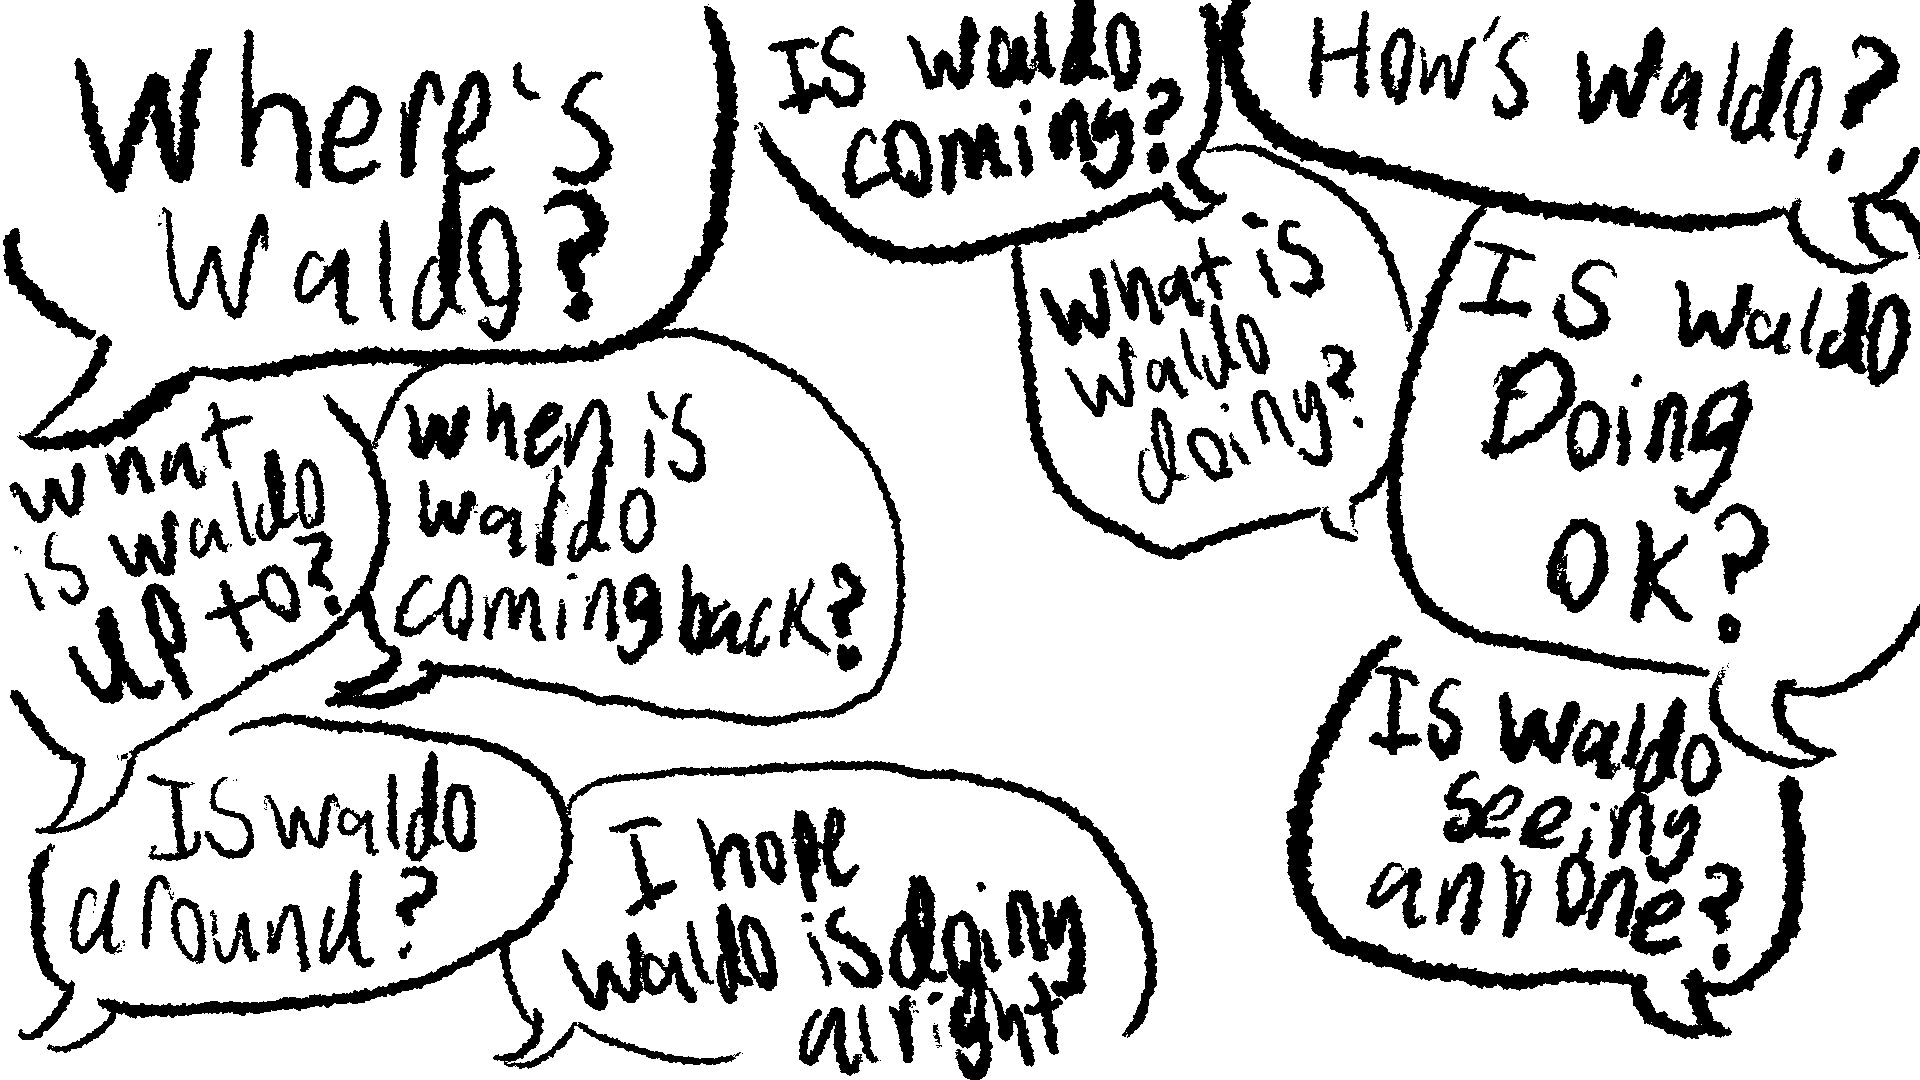 Where's
Waldo?
Is waldo
coming?
How's waldo?
what is
waldo
doing?
Is waldo
Doing
OK?
what
is waldo
up to?
when is
waldo
coming back?
Is waldo
seeing
anyone?
Is waldo
around?
I hope
waldo is doing
alright